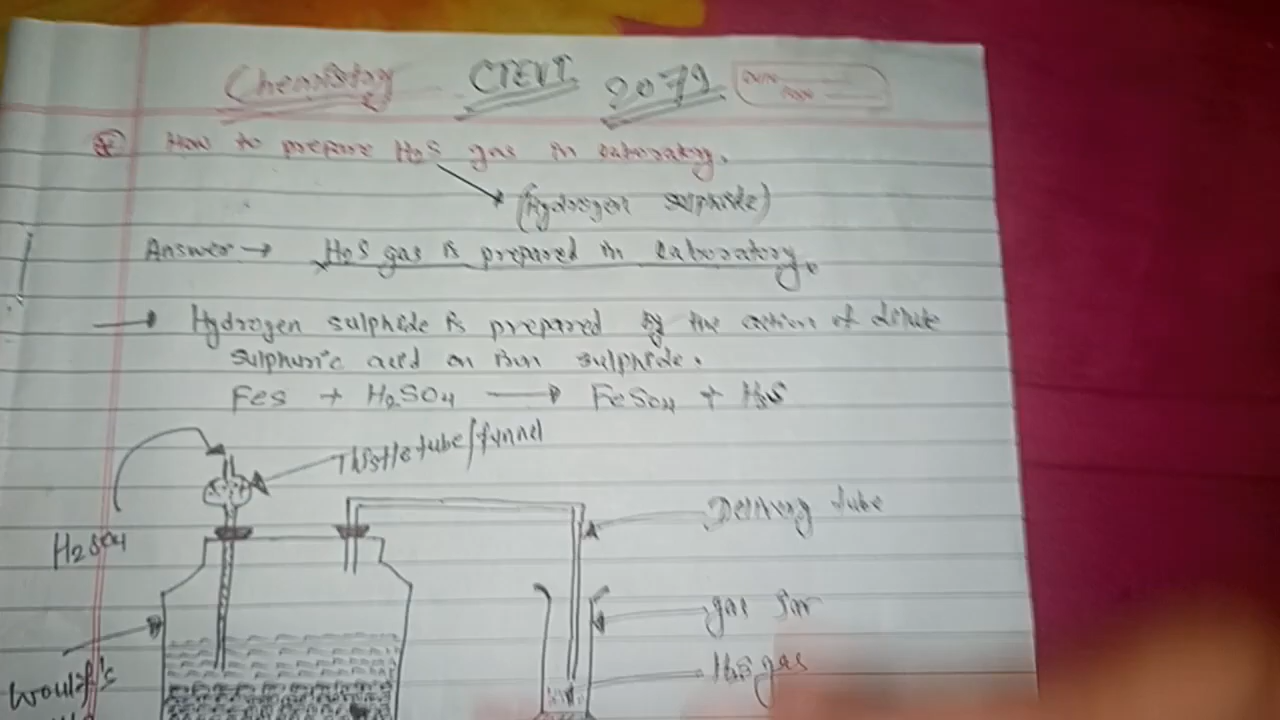 Chemistry CTEVT 2079
How to prepare H2S gas in Laboratory.
(Hydrogen sulphide)
Answer → H2S gas is prepared in Laboratory.
→ Hydrogen sulphide is prepared by the action of dilute
sulphuric acid on Iron sulphide.
FeS + H2SO4 → FeSO4 + H2S
Thistle tube/funnel
H2SO4
Delivery tube
gas Jar
H2S gas
Woulf's